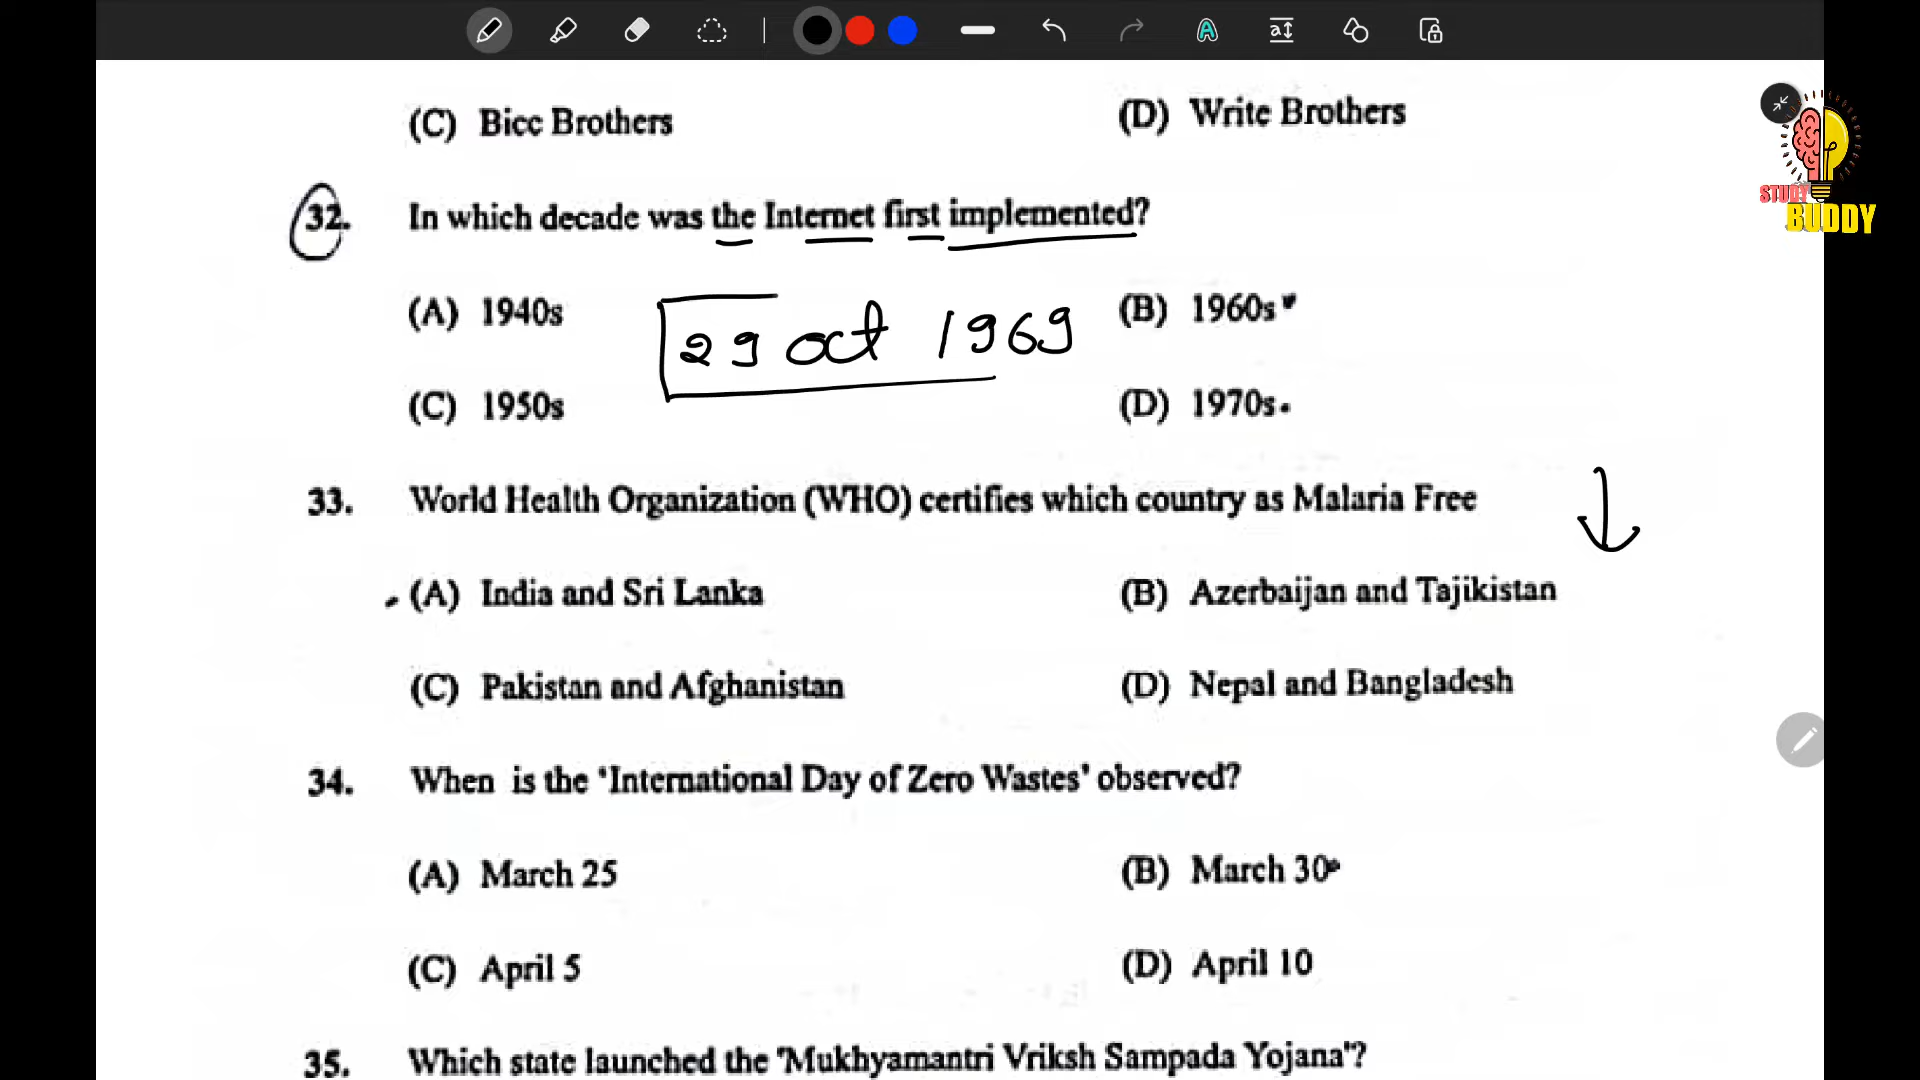 (C) Bicc Brothers (D) Write Brothers
32. In which decade was the Internet first implemented?
(A) 1940s (B) 1960s
29 oct 1969
(C) 1950s (D) 1970s
33. World Health Organization (WHO) certifies which country as Malaria Free
(A) India and Sri Lanka (B) Azerbaijan and Tajikistan
(C) Pakistan and Afghanistan (D) Nepal and Bangladesh
34. When is the ‘International Day of Zero Wastes’ observed?
(A) March 25 (B) March 30
(C) April 5 (D) April 10
35. Which state launched the 'Mukhyamantri Vriksh Sampada Yojana'?
STUDY
BUDDY